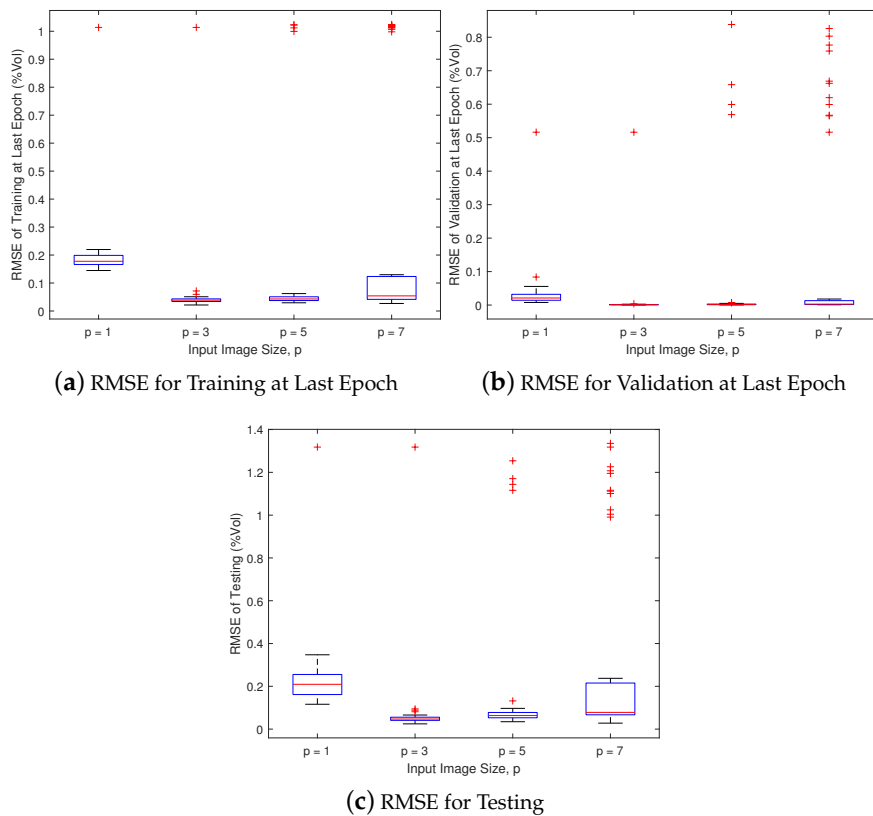 1
0.9
0.8
0.7
0.6
0.5
0.4
0.3
0.2
0.1
0
RMSE of Training at Last Epoch (%Vol)
p = 1 p = 3 p = 5 p = 7
Input Image Size, p
(a) RMSE for Training at Last Epoch
0.8
0.7
0.6
0.5
0.4
0.3
0.2
0.1
0
RMSE of Validation at Last Epoch (%Vol)
p = 1 p = 3 p = 5 p = 7
Input Image Size, p
(b) RMSE for Validation at Last Epoch
1.4
1.2
1
0.8
0.6
0.4
0.2
0
RMSE of Testing (%Vol)
p = 1 p = 3 p = 5 p = 7
Input Image Size, p
(c) RMSE for Testing